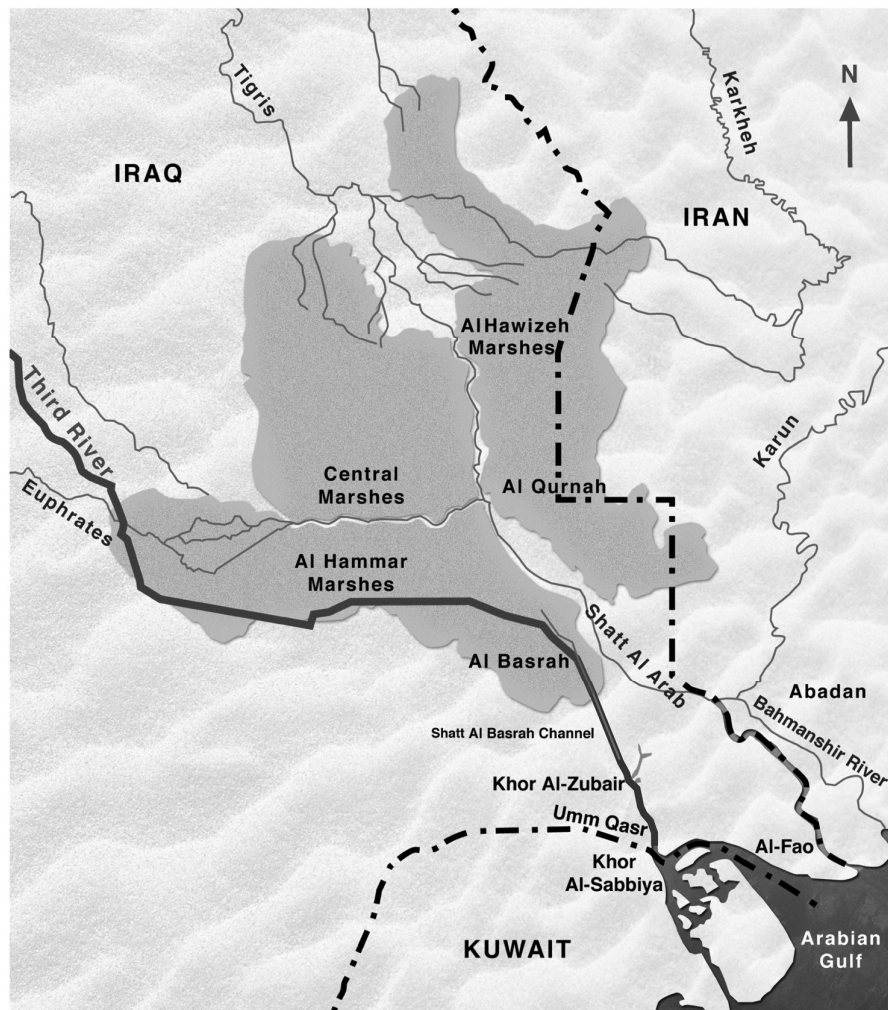 Tigris
Karkheh
N
IRAQ
IRAN
Al Hawizeh
Marshes
Third River
Karun
Central
Marshes
Al Qurnah
Euphrates
Al Hammar
Marshes
Shatt Al Arab
Al Basrah
Abadan
Bahmanshir River
Shatt Al Basrah Channel
Khor Al-Zubair
Umm Qasr
Al-Fao
Khor
Al-Sabbiya
KUWAIT
Arabian
Gulf